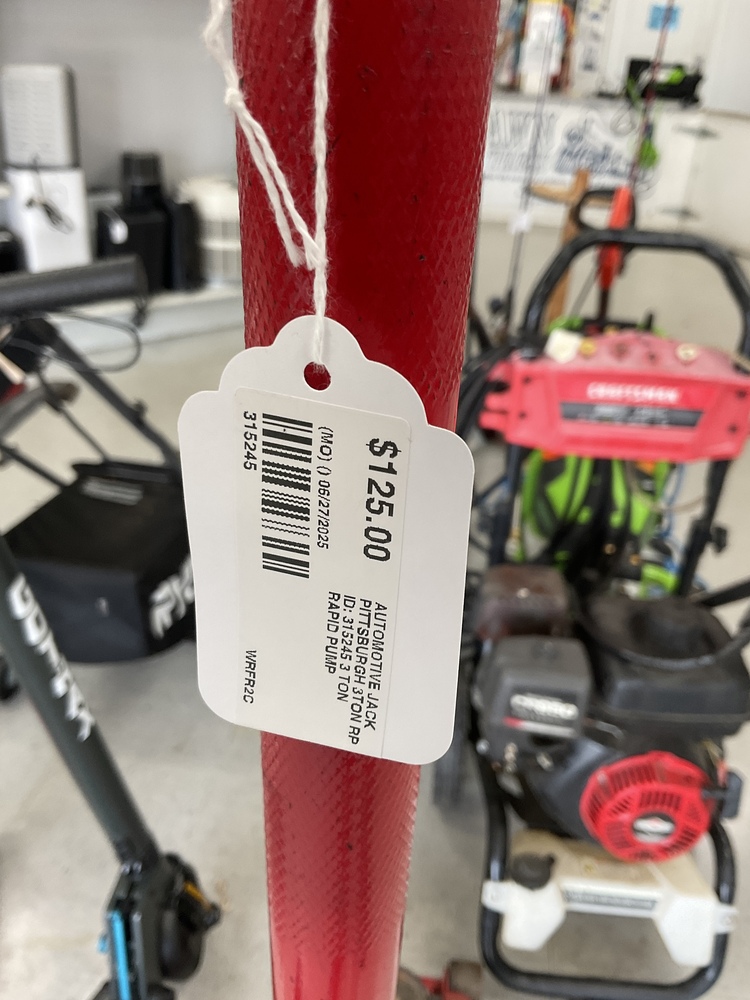 $125.00
(MO) () 06/27/2025
315245
AUTOMOTIVE JACK
PITTSBURGH 3TON RP
ID: 315245 3 TON
RAPID PUMP
WRFR2C
CRAFTSMAN